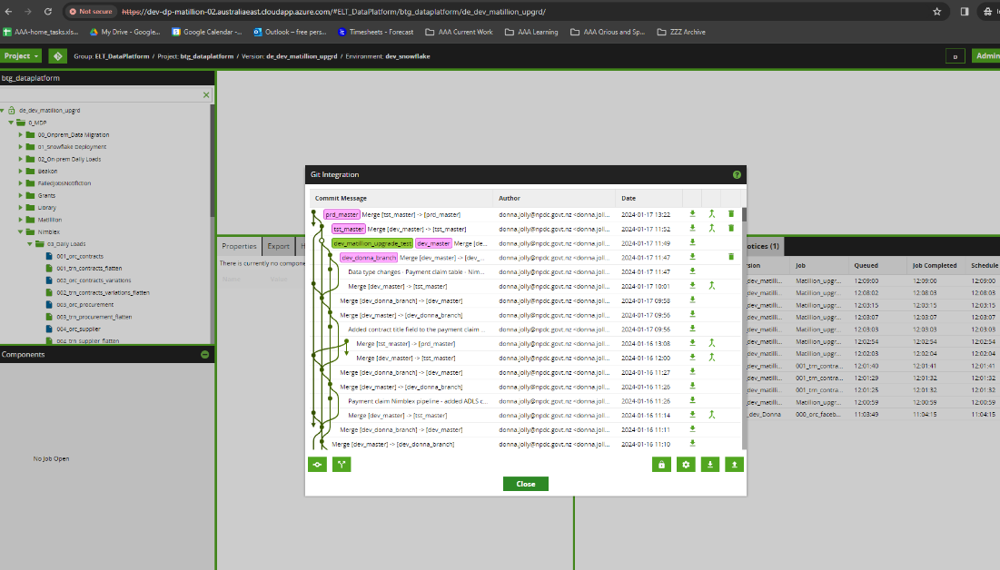 Not secure https://dev-dp-matillion-02.australiaeast.cloudapp.azure.com/#ELT_DataPlatform/btg_dataplatform/de_dev_matillion_upgrd/
AAA-home_tasks.xls... My Drive - Google... Google Calendar -... Outlook – free pers... Timesheets - Forecast AAA Current Work AAA Learning AAA Qrious and Sp... ZZZ Archive
Project Group: ELT_DataPlatform / Project: btg_dataplatform / Version: de_dev_matillion_upgrd / Environment: dev_snowflake D Admin
btg_dataplatform
de_dev_matillion_upgrd
0_MDP
00_Onprem_Data Migration
01_Snowflake Deployment
02_On-prem Daily Loads
Beakon
FailedJobsNotifiction
Grants
Library
Matillion
Nimblex
03_Daily Loads
001_orc_contracts
001_trn_contracts_flatten
002_orc_contracts_variations
002_trn_contracts_variations_flatten
003_orc_procurement
003_trn_procurement_flatten
004_orc_supplier
004_trn_supplier_flatten
Components
No Job Open
Properties Export H
There is currently no compone
Name Value
Git Integration
Commit Message Author Date
prd_master Merge [tst_master] -> [prd_master] donna.jolly@npdc.govt.nz <donna.joll... 2024-01-17 13:22
tst_master Merge [dev_master] -> [tst_master] donna.jolly@npdc.govt.nz <donna.joll... 2024-01-17 11:52
dev_matillion_upgrade_test dev_master Merge [de... donna.jolly@npdc.govt.nz <donna.joll... 2024-01-17 11:49
dev_donna_branch Merge [dev_master] -> [de... donna.jolly@npdc.govt.nz <donna.joll... 2024-01-17 11:47
Data type changes - Payment claim table - Nim... donna.jolly@npdc.govt.nz <donna.joll... 2024-01-17 11:47
Merge [dev_master] -> [tst_master] donna.jolly@npdc.govt.nz <donna.joll... 2024-01-17 10:01
Merge [dev_donna_branch] -> [dev_master] donna.jolly@npdc.govt.nz <donna.joll... 2024-01-17 09:58
Merge [dev_donna_branch] -> [dev_master] donna.jolly@npdc.govt.nz <donna.joll... 2024-01-17 09:56
Added contract title field to the payment claim ... donna.jolly@npdc.govt.nz <donna.joll... 2024-01-17 09:56
Merge [tst_master] -> [prd_master] donna.jolly@npdc.govt.nz <donna.joll... 2024-01-16 13:08
Merge [dev_master] -> [tst_master] donna.jolly@npdc.govt.nz <donna.joll... 2024-01-16 12:00
Merge [dev_donna_branch] -> [dev_master] donna.jolly@npdc.govt.nz <donna.joll... 2024-01-16 11:27
Merge [dev_donna_branch] -> [dev_master] donna.jolly@npdc.govt.nz <donna.joll... 2024-01-16 11:26
Payment claim Nimblex pipeline - added ADLS c... donna.jolly@npdc.govt.nz <donna.joll... 2024-01-16 11:26
Merge [dev_master] -> [tst_master] donna.jolly@npdc.govt.nz <donna.joll... 2024-01-16 11:14
Merge [dev_donna_branch] -> [dev_master] donna.jolly@npdc.govt.nz <donna.joll... 2024-01-16 11:11
Merge [dev_master] -> [dev_donna_branch] donna.jolly@npdc.govt.nz <donna.joll... 2024-01-16 11:10
Close
otices (1)
rsion Job Queued Job Completed Schedule
_dev_matilli... Matillion_upgr... 12:09:00 12:09:00 12:09:00
_dev_matilli... Matillion_upgr... 12:08:02 12:08:03 12:08:03
_dev_matilli... Matillion_upgr... 12:03:15 12:03:15 12:03:15
_dev_matilli... Matillion_upgr... 12:03:07 12:03:07 12:03:07
_dev_matilli... Matillion_upgr... 12:03:03 12:03:03 12:03:03
_dev_matilli... Matillion_upgr... 12:02:54 12:02:54 12:02:54
_dev_matilli... Matillion_upgr... 12:02:03 12:02:04 12:02:04
_dev_matilli... 001_trn_contra... 12:01:40 12:01:41 12:01:41
_dev_matilli... 001_trn_contra... 12:01:29 12:01:32 12:01:32
_dev_matilli... 001_trn_contra... 12:01:25 12:01:32 12:01:32
_dev_matilli... Matillion_upgr... 12:00:59 12:00:59 12:00:59
_dev_Donna 000_orc_faceb... 11:03:49 11:04:15 11:04:15